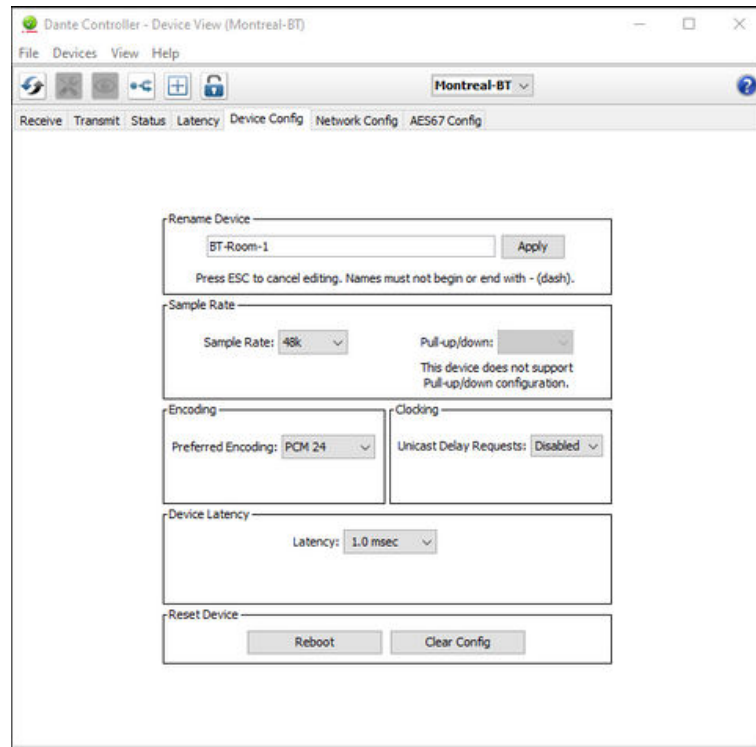 Dante Controller - Device View (Montreal-BT)
File Devices View Help
Montreal-BT
Receive Transmit Status Latency Device Config Network Config AES67 Config
Rename Device
BT-Room-1 Apply
Press ESC to cancel editing. Names must not begin or end with - (dash).
Sample Rate
Sample Rate: 48k Pull-up/down:
This device does not support
Pull-up/down configuration.
Encoding Clocking
Preferred Encoding: PCM 24 Unicast Delay Requests: Disabled
Device Latency
Latency: 1.0 msec
Reset Device
Reboot Clear Config